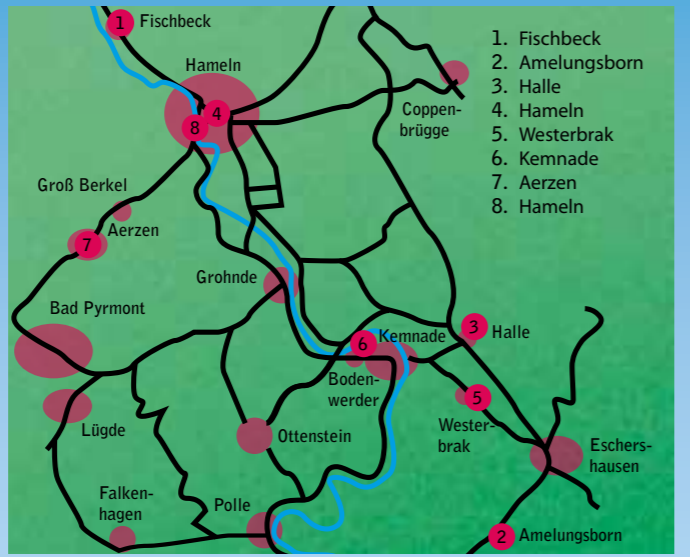 1 Fischbeck
Hameln
4
8
Coppen-
brügge
1. Fischbeck
2. Amelungsborn
3. Halle
4. Hameln
5. Westerbrak
6. Kemnade
7. Aerzen
8. Hameln
Groß Berkel
Aerzen
7
Grohnde
Bad Pyrmont
3 Halle
6 Kemnade
Boden-
werder
5
Wester-
brak
Lügde
Ottenstein
Eschers-
hausen
Falken-
hagen
Polle
2 Amelungsborn